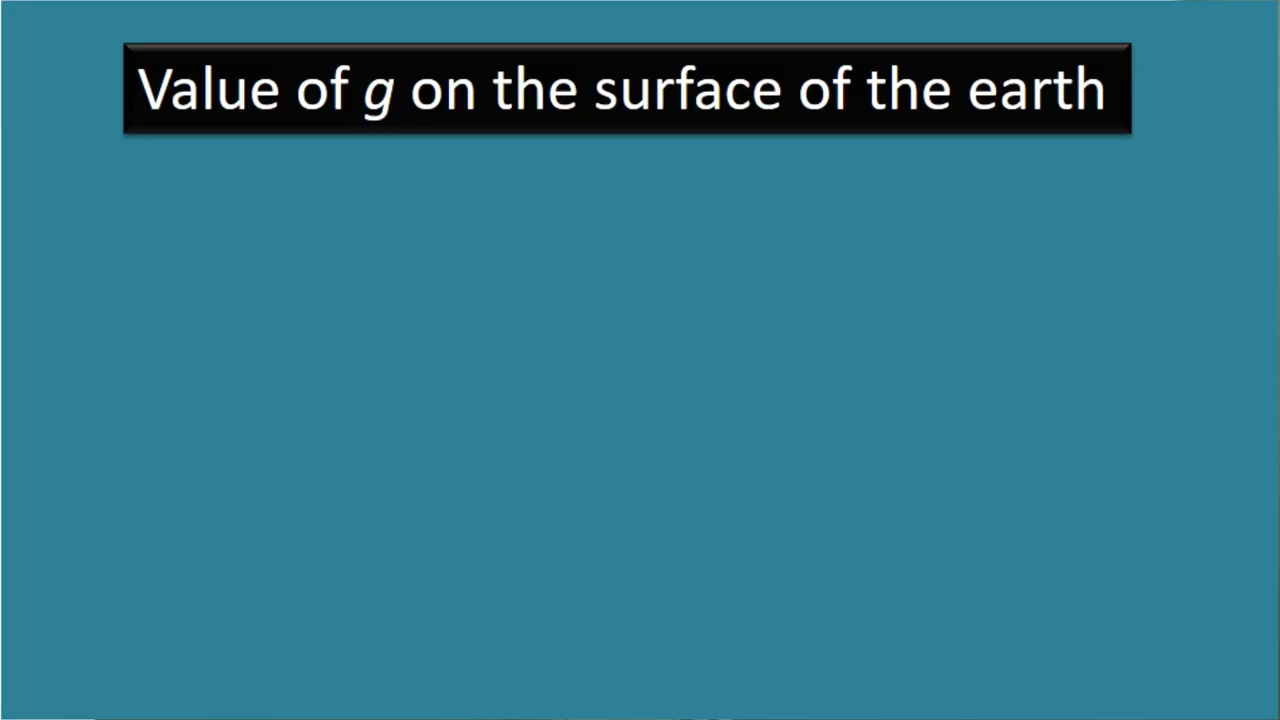 Value of g on the surface of the earth